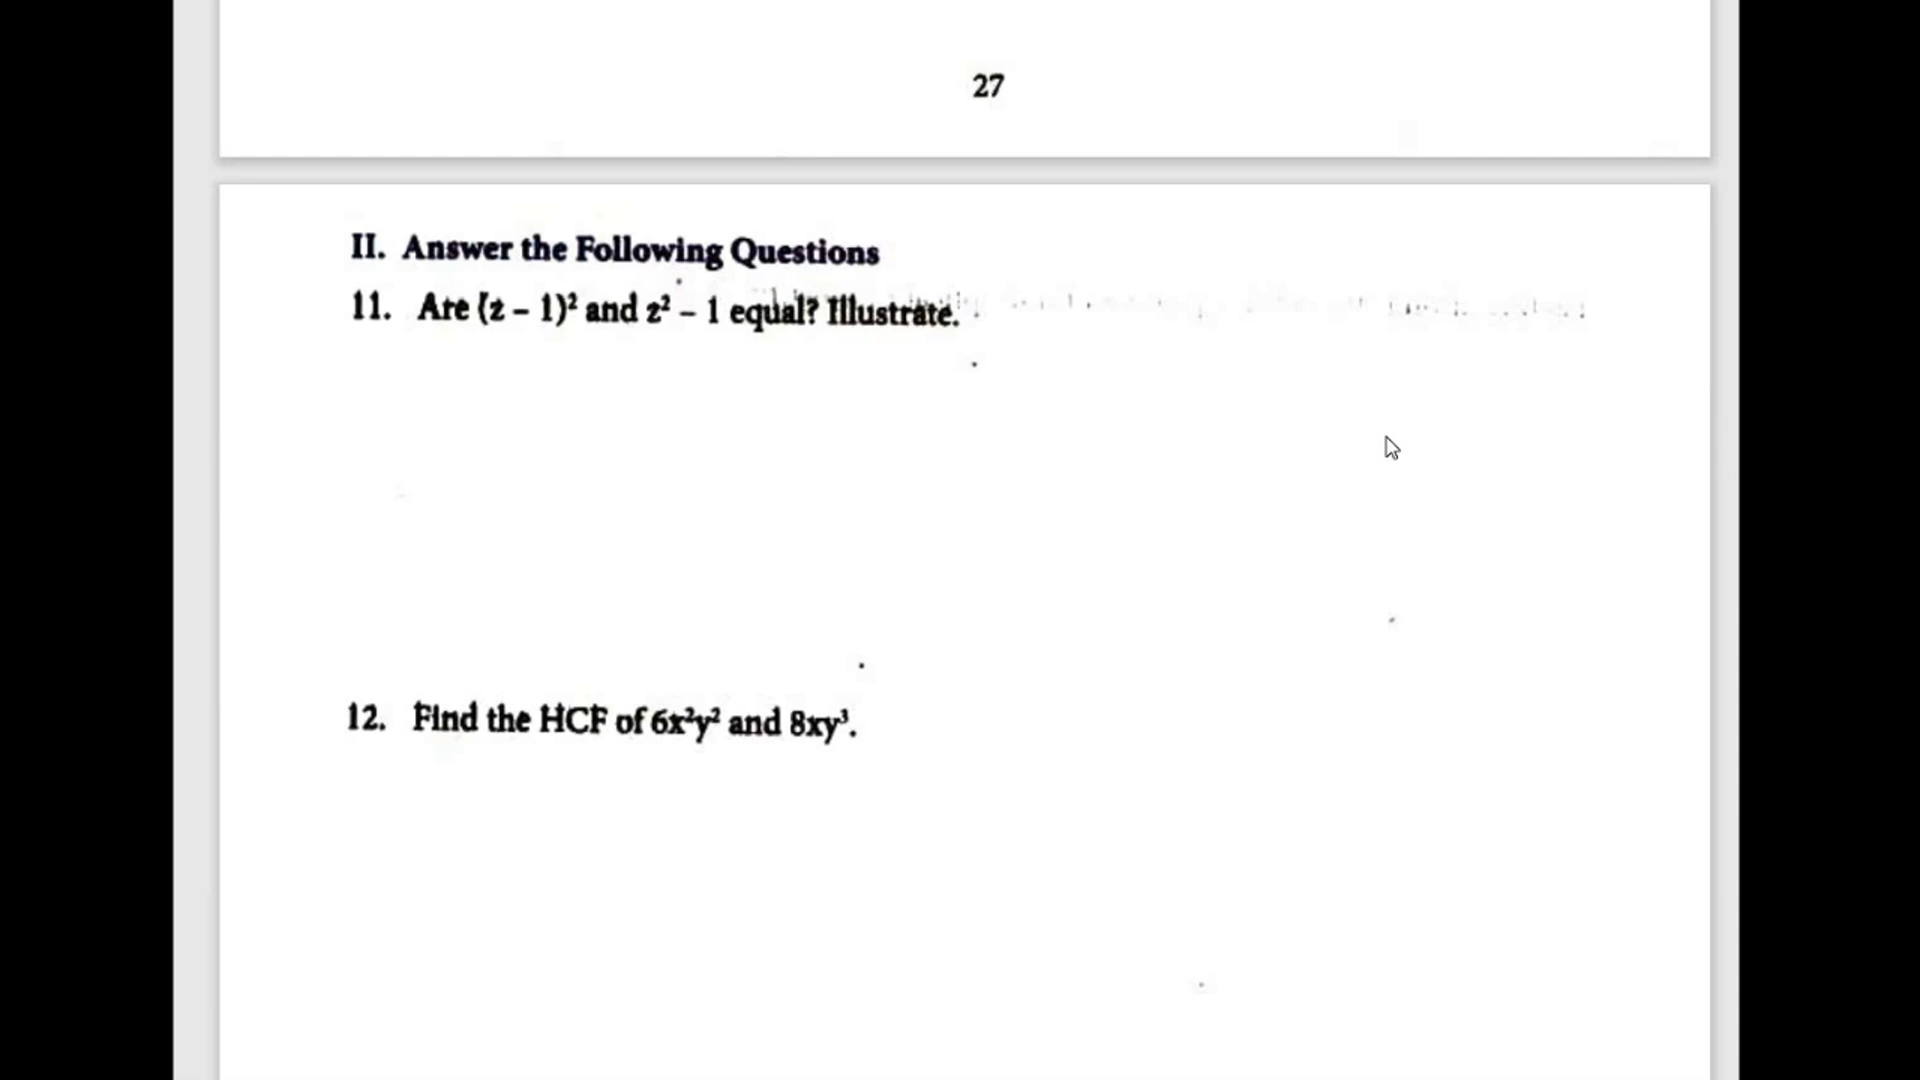 27
II. Answer the Following Questions
11. Are (z – 1)² and z² – 1 equal? Illustrate.
12. Find the HCF of 6x²y² and 8xy³.